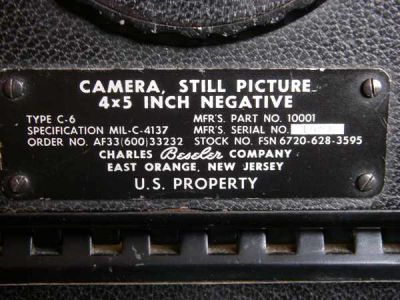 CAMERA, STILL PICTURE
4x5 INCH NEGATIVE
TYPE C-6 MFR'S. PART NO. 10001
SPECIFICATION MIL-C-4137 MFR'S. SERIAL NO.
ORDER NO. AF33(600)33232 STOCK NO. FSN 6720-628-3595
CHARLES Beseler COMPANY
EAST ORANGE, NEW JERSEY
U.S. PROPERTY